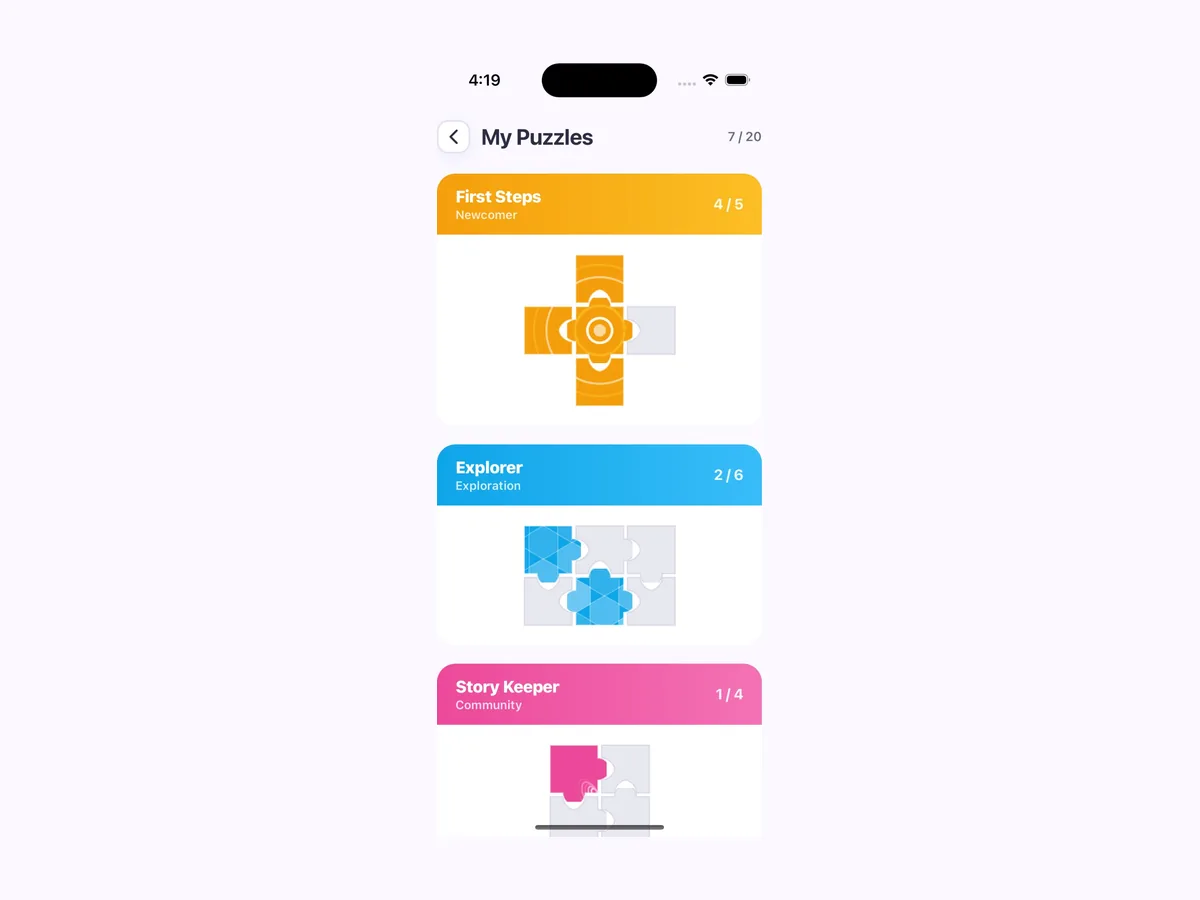 4:19
My Puzzles
7 / 20
First Steps
Newcomer
4 / 5
Explorer
Exploration
2 / 6
Story Keeper
Community
1 / 4